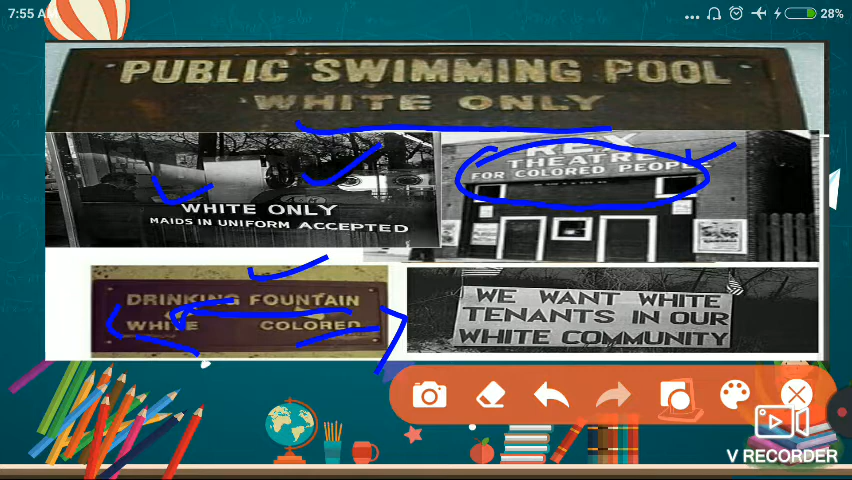 7:55 AM
28%
PUBLIC SWIMMING POOL
WHITE ONLY
WHITE ONLY
MAIDS IN UNIFORM ACCEPTED
REX
THEATRE
FOR COLORED PEOPLE
DRINKING FOUNTAIN
WHITE COLORED
WE WANT WHITE
TENANTS IN OUR
WHITE COMMUNITY
V RECORDER